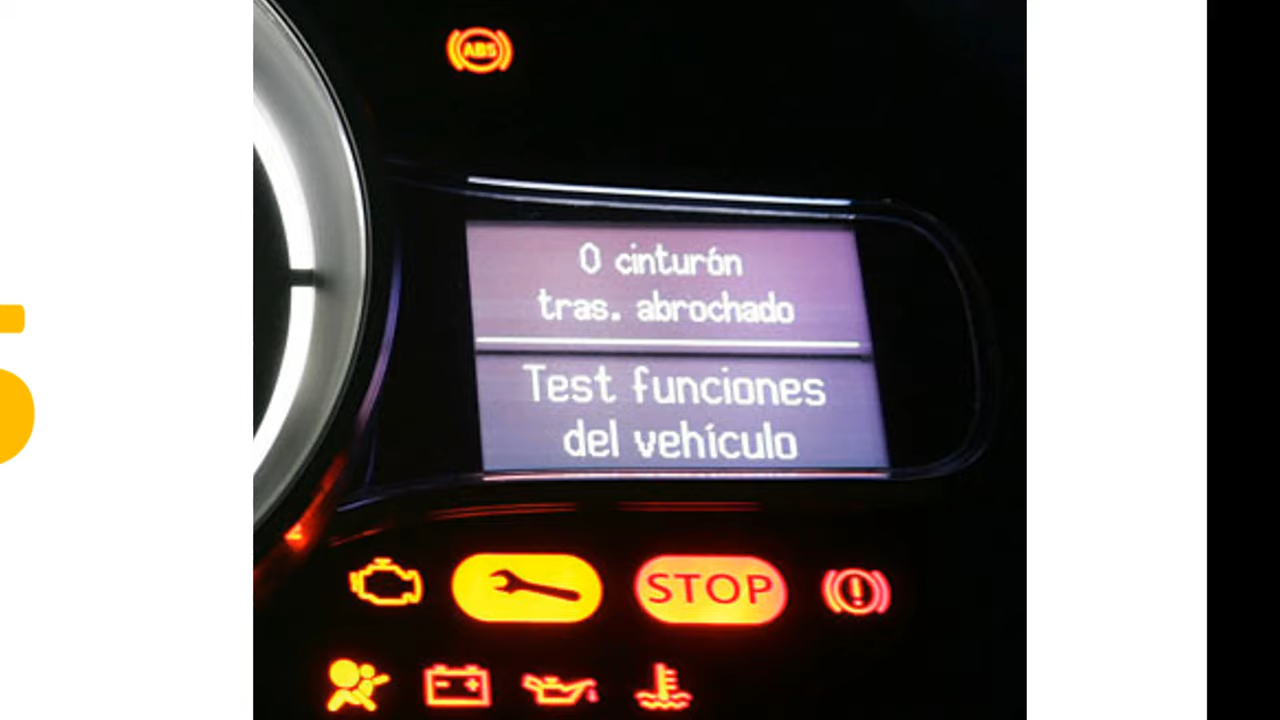 ABS
0 cinturón
tras. abrochado
Test funciones
del vehículo
STOP